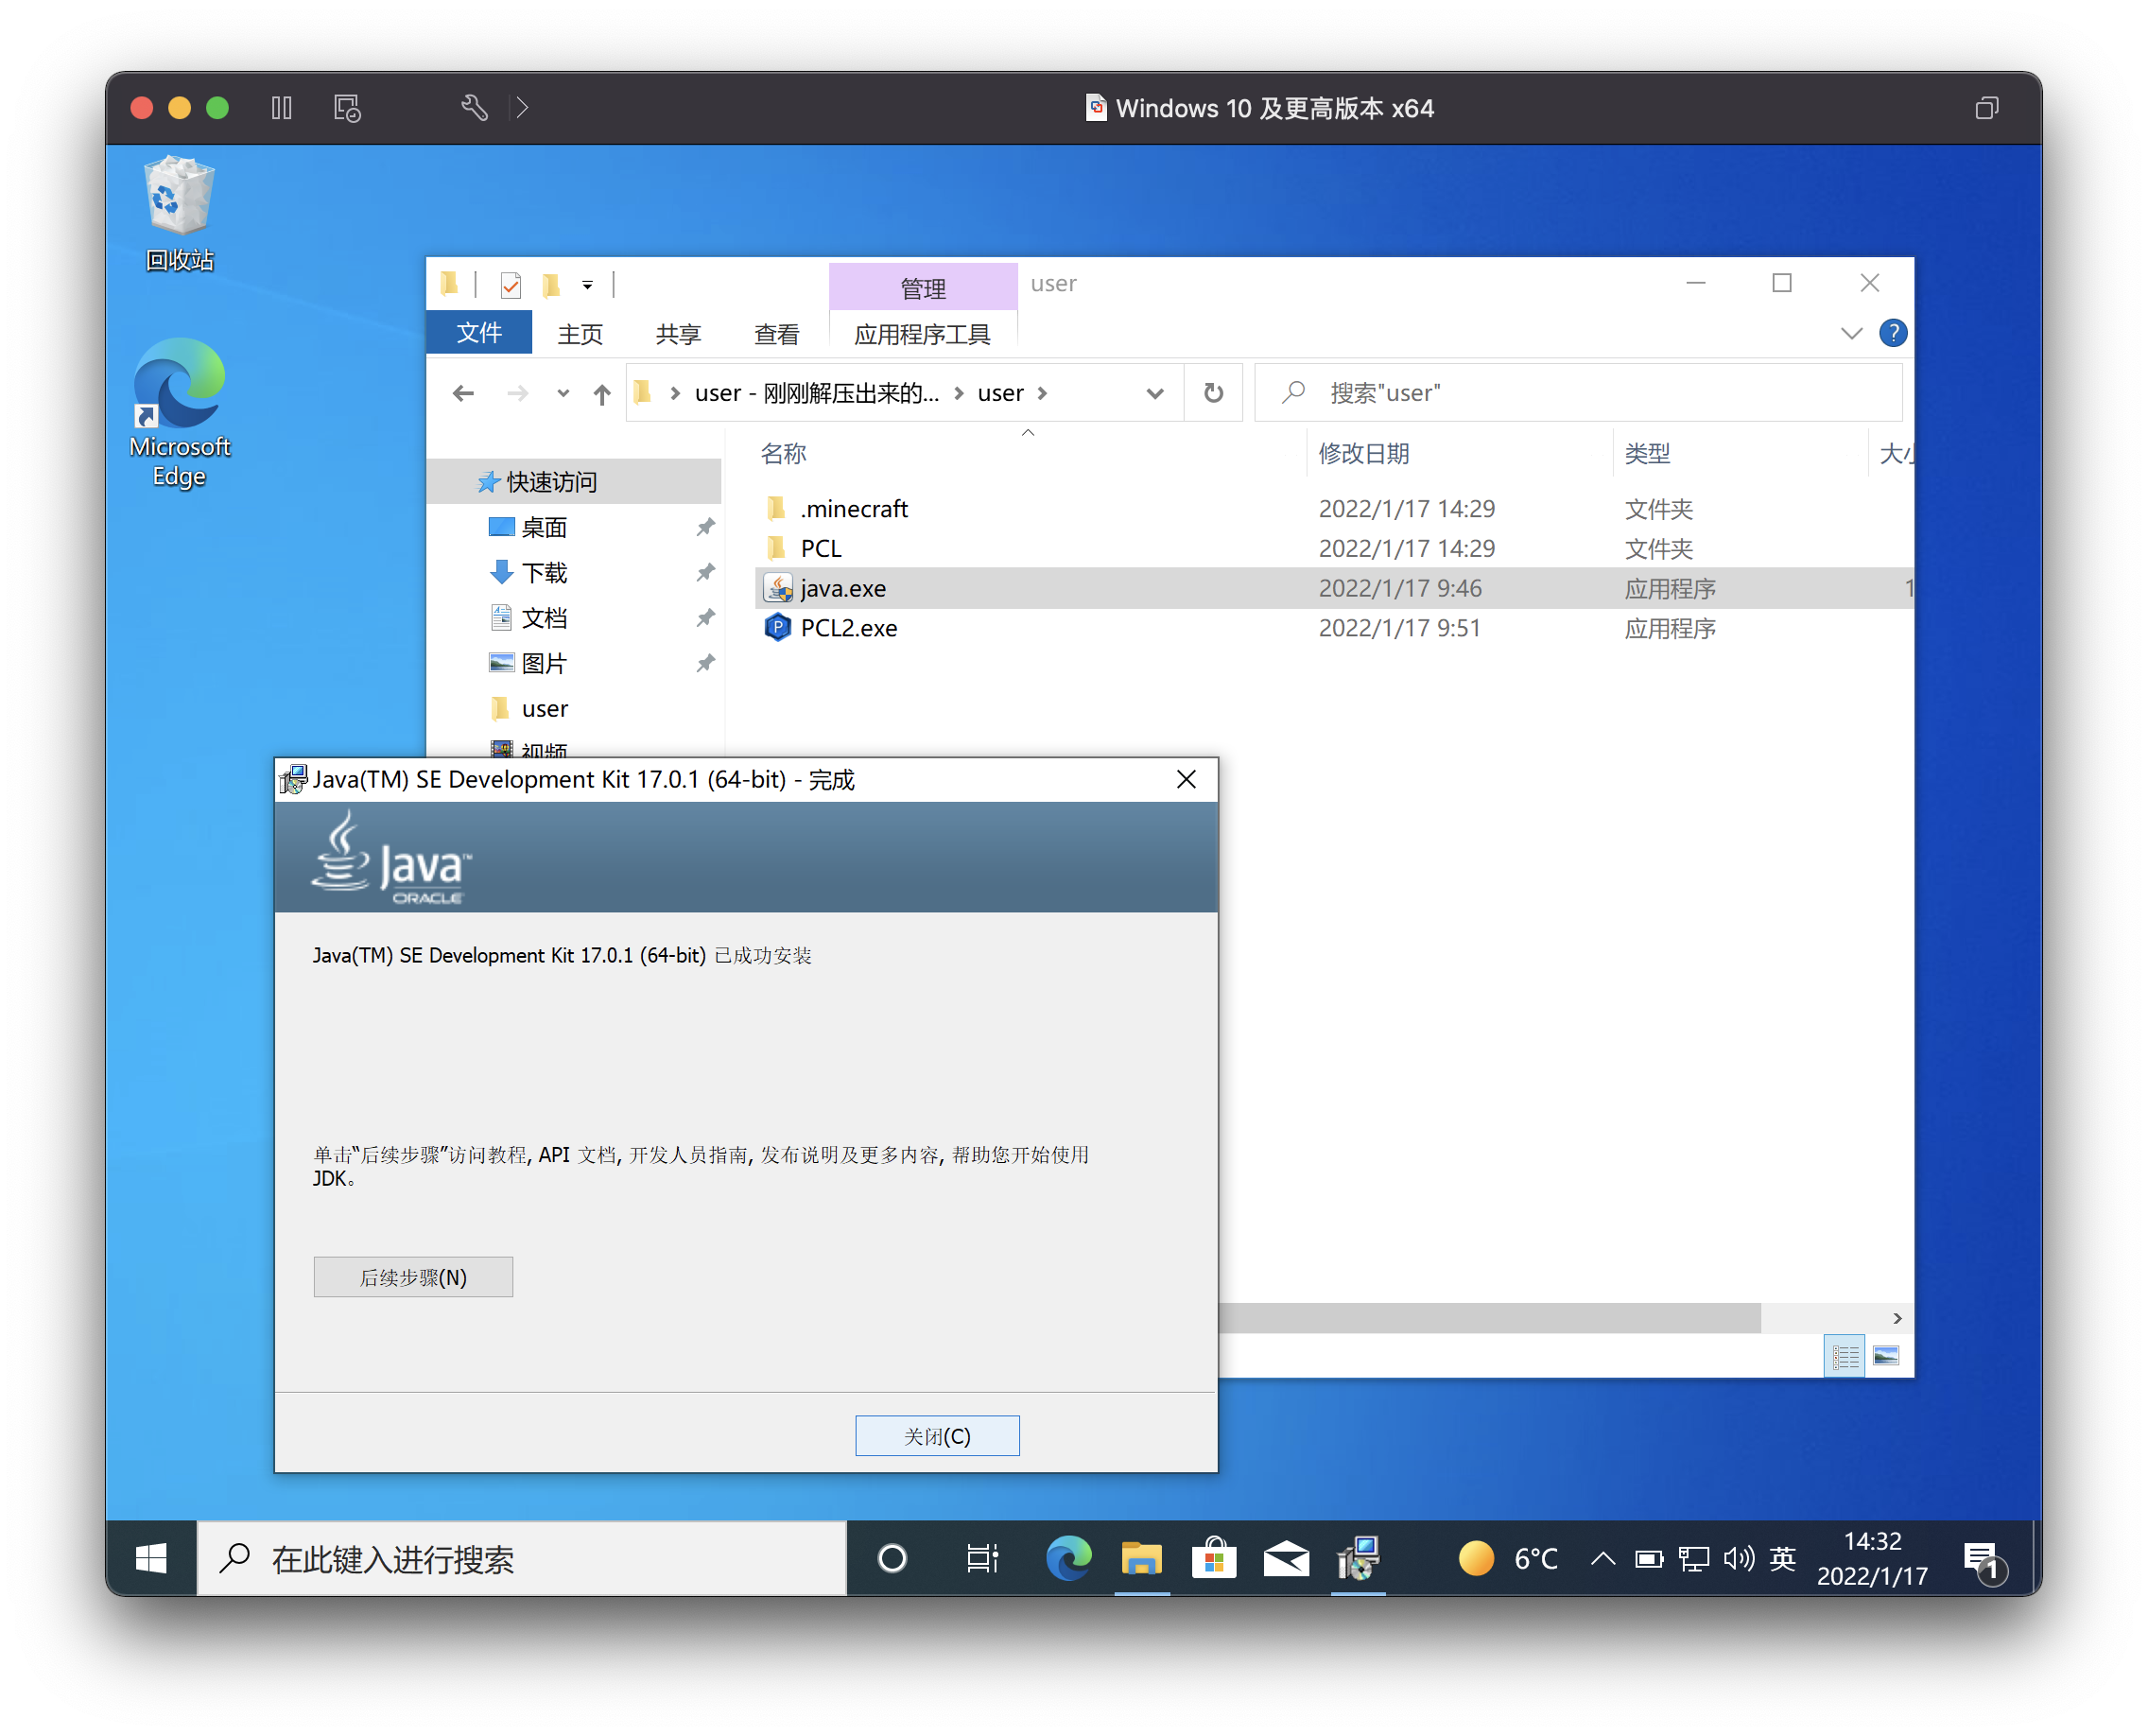 Windows 10 及更高版本 x64
回收站
Microsoft
Edge
管理
user
文件
主页
共享
查看
应用程序工具
user - 刚刚解压出来的...
user
搜索"user"
名称
修改日期
类型
快速访问
桌面
下载
文档
图片
user
视频
.minecraft
2022/1/17 14:29
文件夹
PCL
2022/1/17 14:29
文件夹
java.exe
2022/1/17 9:46
应用程序
1
PCL2.exe
2022/1/17 9:51
应用程序
Java(TM) SE Development Kit 17.0.1 (64-bit) - 完成
Java™
ORACLE
Java(TM) SE Development Kit 17.0.1 (64-bit) 已成功安装
单击“后续步骤”访问教程, API 文档, 开发人员指南, 发布说明及更多内容, 帮助您开始使用
JDK。
后续步骤(N)
关闭(C)
在此键入进行搜索
6°C
英
14:32
2022/1/17
1